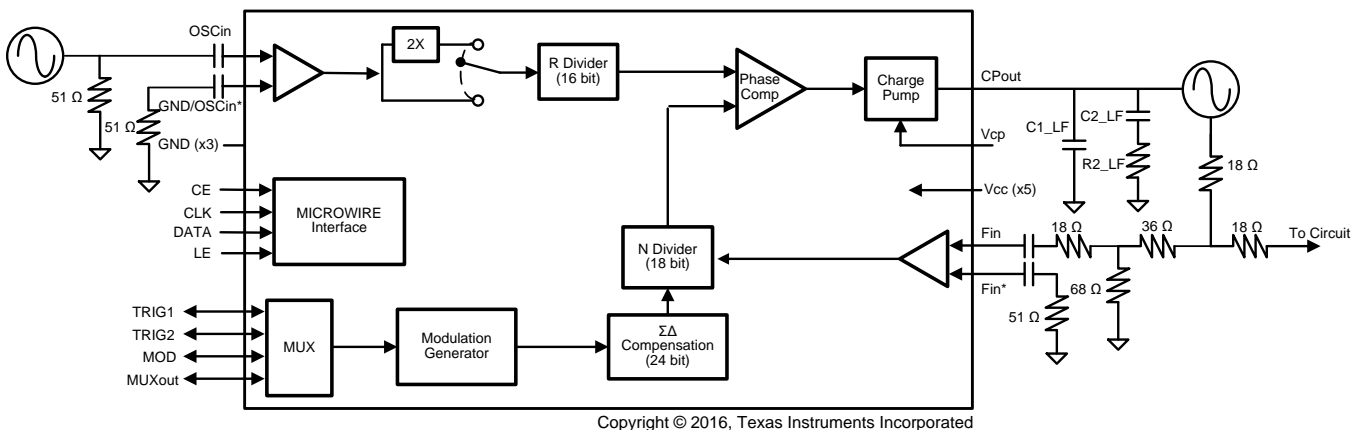 OSCin
2X
R Divider
(16 bit)
Phase
Comp
Charge
Pump
CPout
51 Ω
GND/OSCin*
51 Ω
GND (x3)
Vcp
C1_LF
C2_LF
R2_LF
18 Ω
CE
CLK
DATA
LE
MICROWIRE
Interface
Vcc (x5)
N Divider
(18 bit)
Fin
18 Ω
36 Ω
18 Ω
To Circuit
Fin*
51 Ω
68 Ω
TRIG1
TRIG2
MOD
MUXout
MUX
Modulation
Generator
ΣΔ
Compensation
(24 bit)
Copyright © 2016, Texas Instruments Incorporated